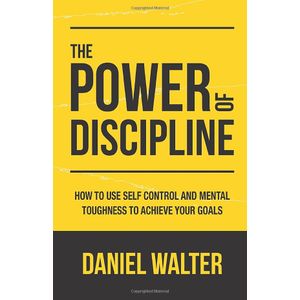 THE
POWER OF
DISCIPLINE
HOW TO USE SELF CONTROL AND MENTAL
TOUGHNESS TO ACHIEVE YOUR GOALS
DANIEL WALTER